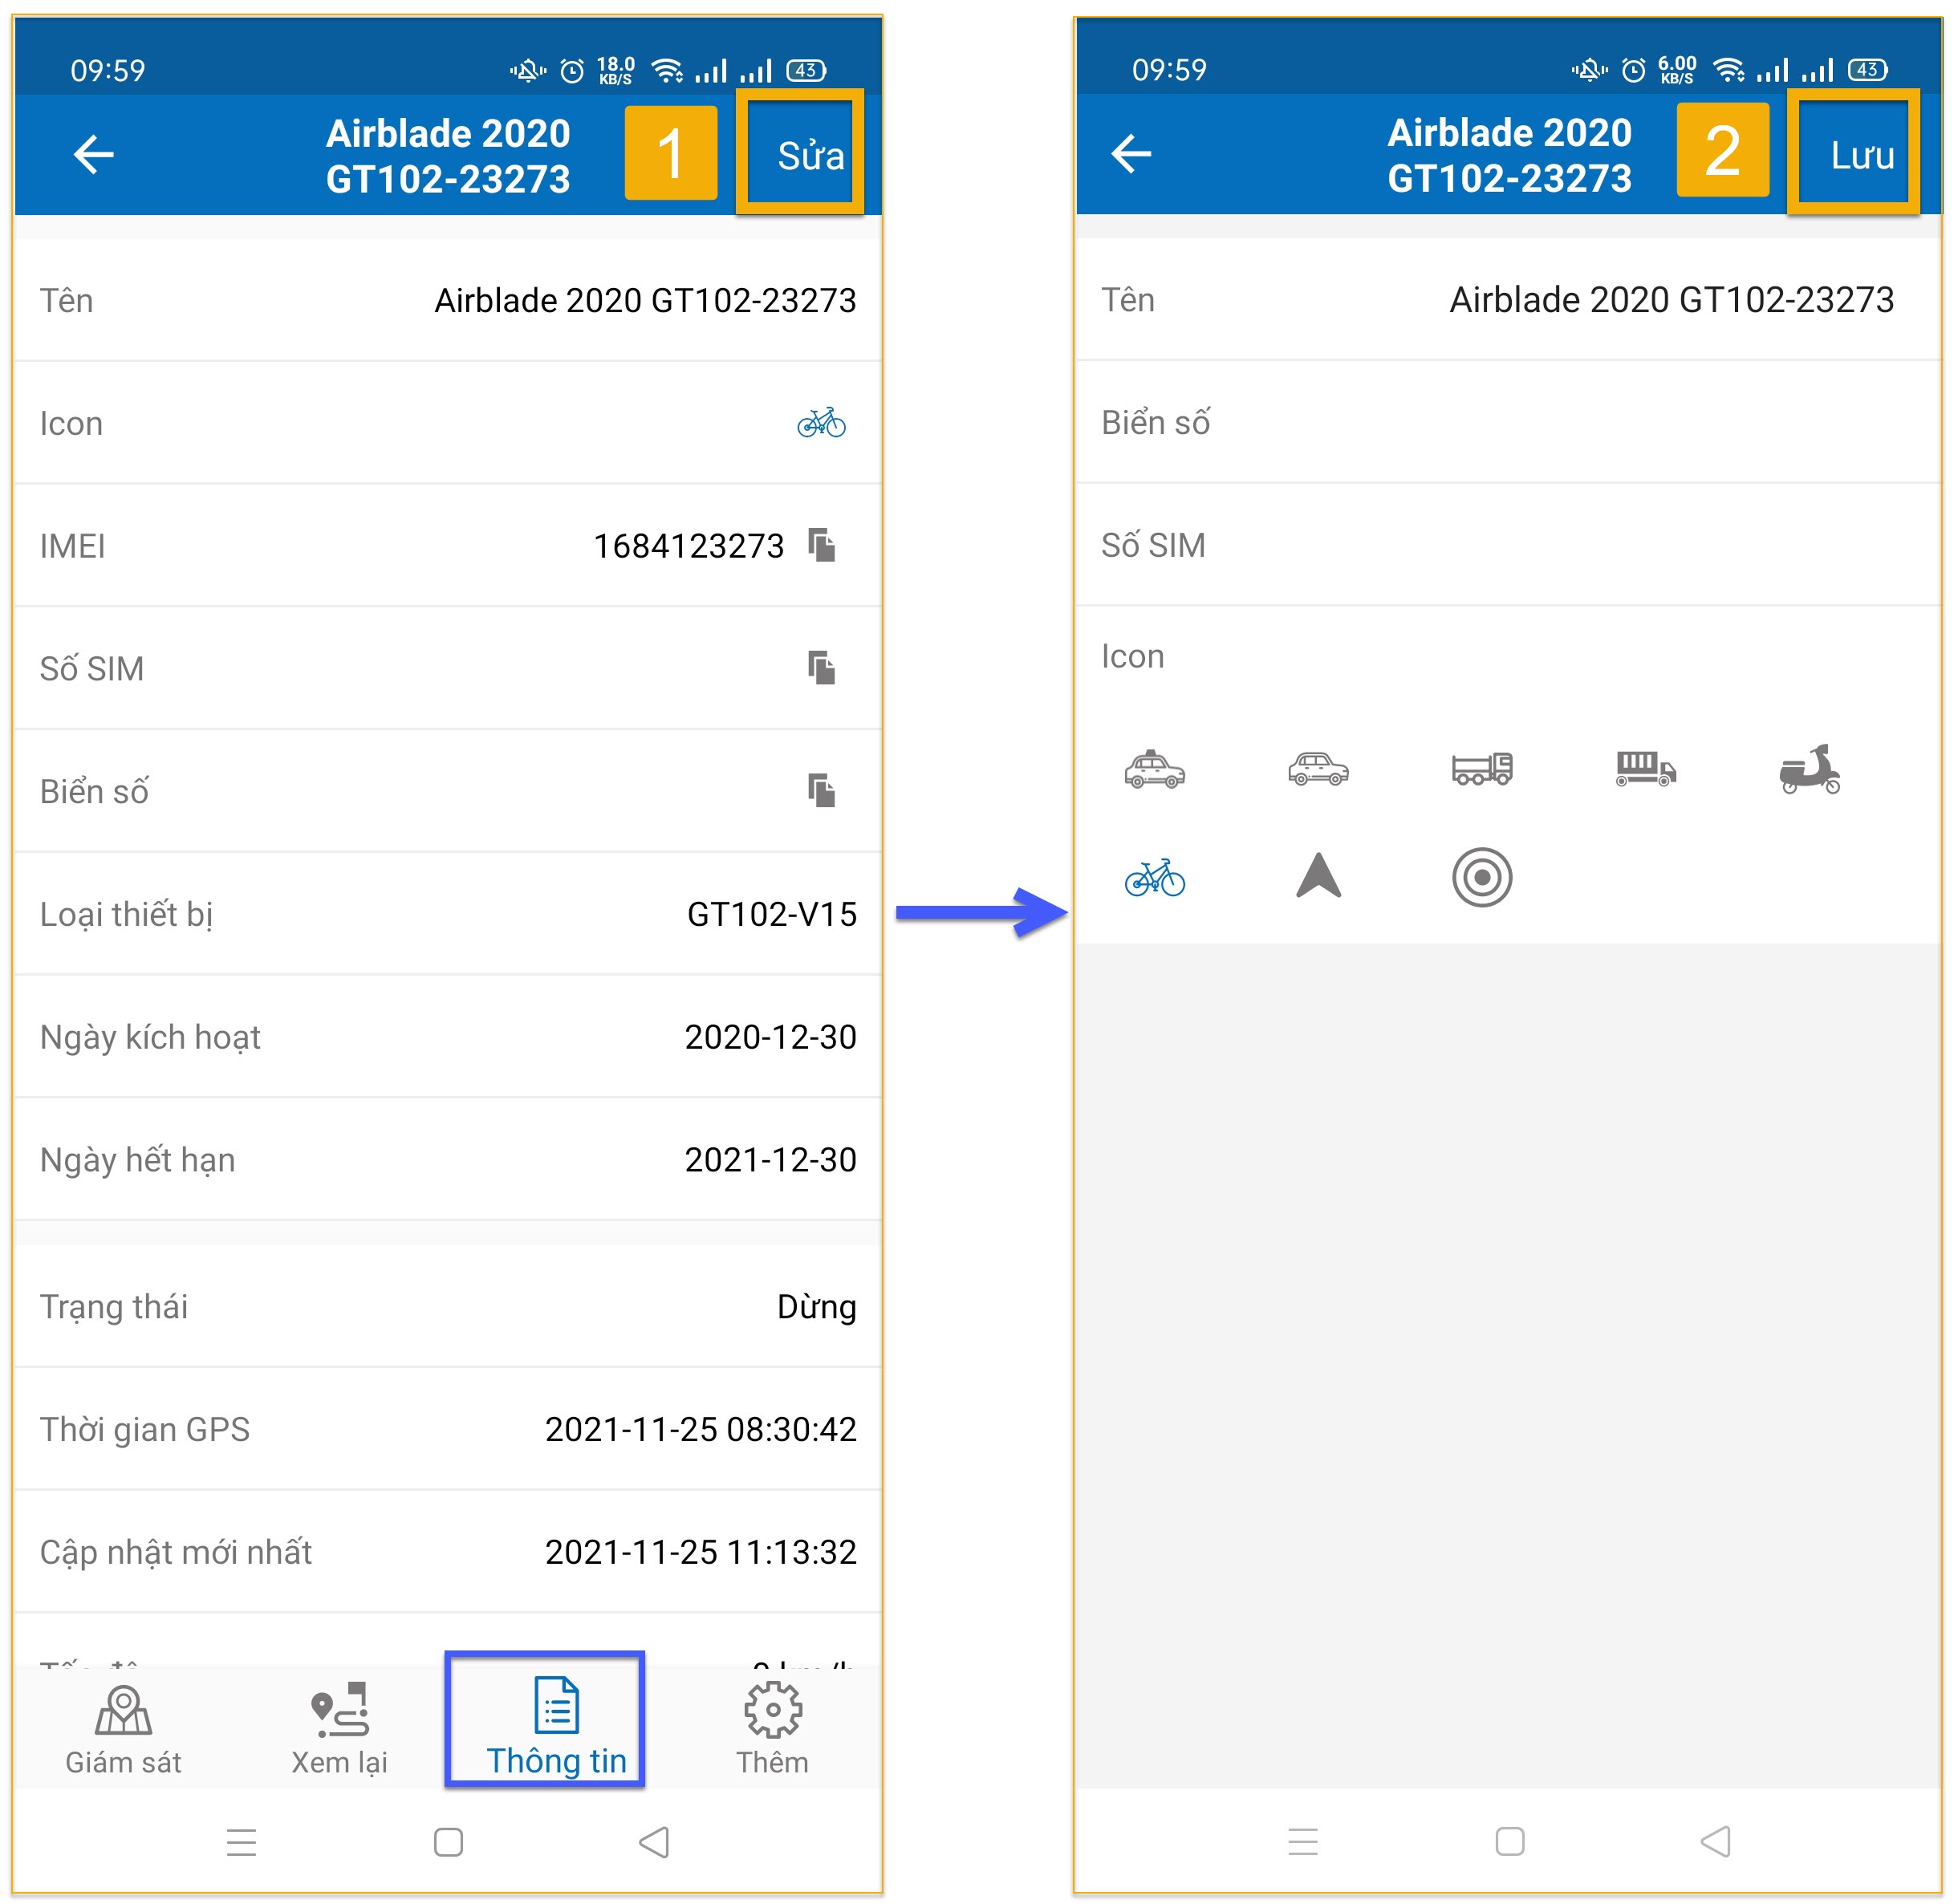 09:59
18.0
KB/S
43
Airblade 2020
GT102-23273
1
Sửa
Tên
Airblade 2020 GT102-23273
Icon
IMEI
1684123273
Số SIM
Biển số
Loại thiết bị
GT102-V15
Ngày kích hoạt
2020-12-30
Ngày hết hạn
2021-12-30
Trạng thái
Dừng
Thời gian GPS
2021-11-25 08:30:42
Cập nhật mới nhất
2021-11-25 11:13:32
Giám sát
Xem lại
Thông tin
Thêm
09:59
6.00
KB/S
43
Airblade 2020
GT102-23273
2
Lưu
Tên
Airblade 2020 GT102-23273
Biển số
Số SIM
Icon